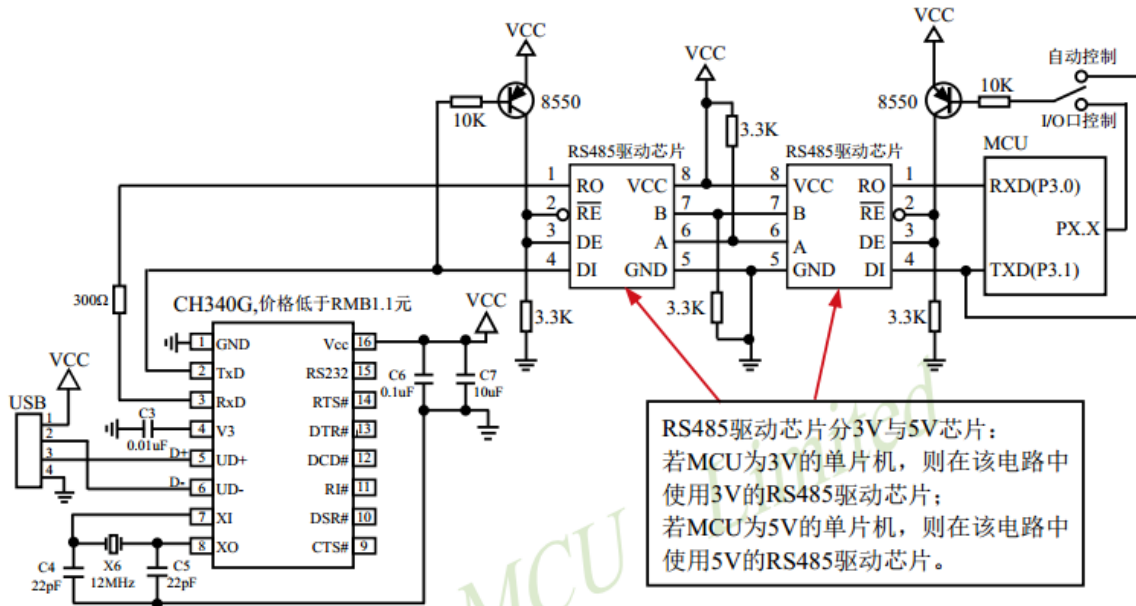 VCC
VCC
VCC
8550
10K
3.3K
8550
10K
自动控制
I/O口控制
MCU
RS485驱动芯片
RS485驱动芯片
1 RO VCC 8
2 RE B 7
3 DE A 6
4 DI GND 5
8 VCC RO 1
7 B RE 2
6 A DE 3
5 GND DI 4
RXD(P3.0)
PX.X
TXD(P3.1)
300Ω
3.3K
3.3K
3.3K
CH340G,价格低于RMB1.1元
VCC
1 GND Vcc 16
2 TxD RS232 15
3 RxD RTS# 14
4 V3 DTR# 13
5 UD+ DCD# 12
6 UD- RI# 11
7 XI DSR# 10
8 XO CTS# 9
C6
0.1uF
C7
10uF
VCC
USB
1
2
3
4
C3
0.01uF
D+
D-
C4
22pF
X6
12MHz
C5
22pF
RS485驱动芯片分3V与5V芯片：
若MCU为3V的单片机，则在该电路中
使用3V的RS485驱动芯片；
若MCU为5V的单片机，则在该电路中
使用5V的RS485驱动芯片。
MCU Limited